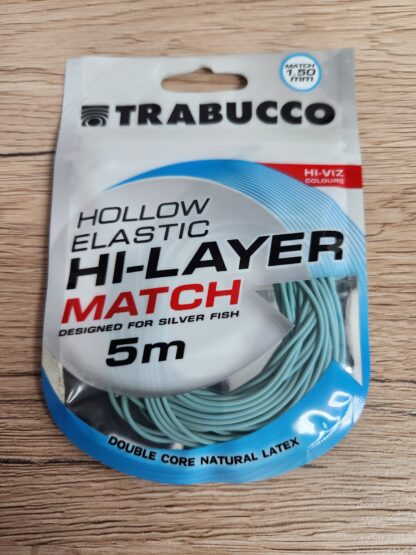 MATCH
1.50
mm
TRABUCCO
HI-VIZ
COLOURS
HOLLOW
ELASTIC
HI-LAYER
MATCH
DESIGNED FOR SILVER FISH
5m
DOUBLE CORE NATURAL LATEX